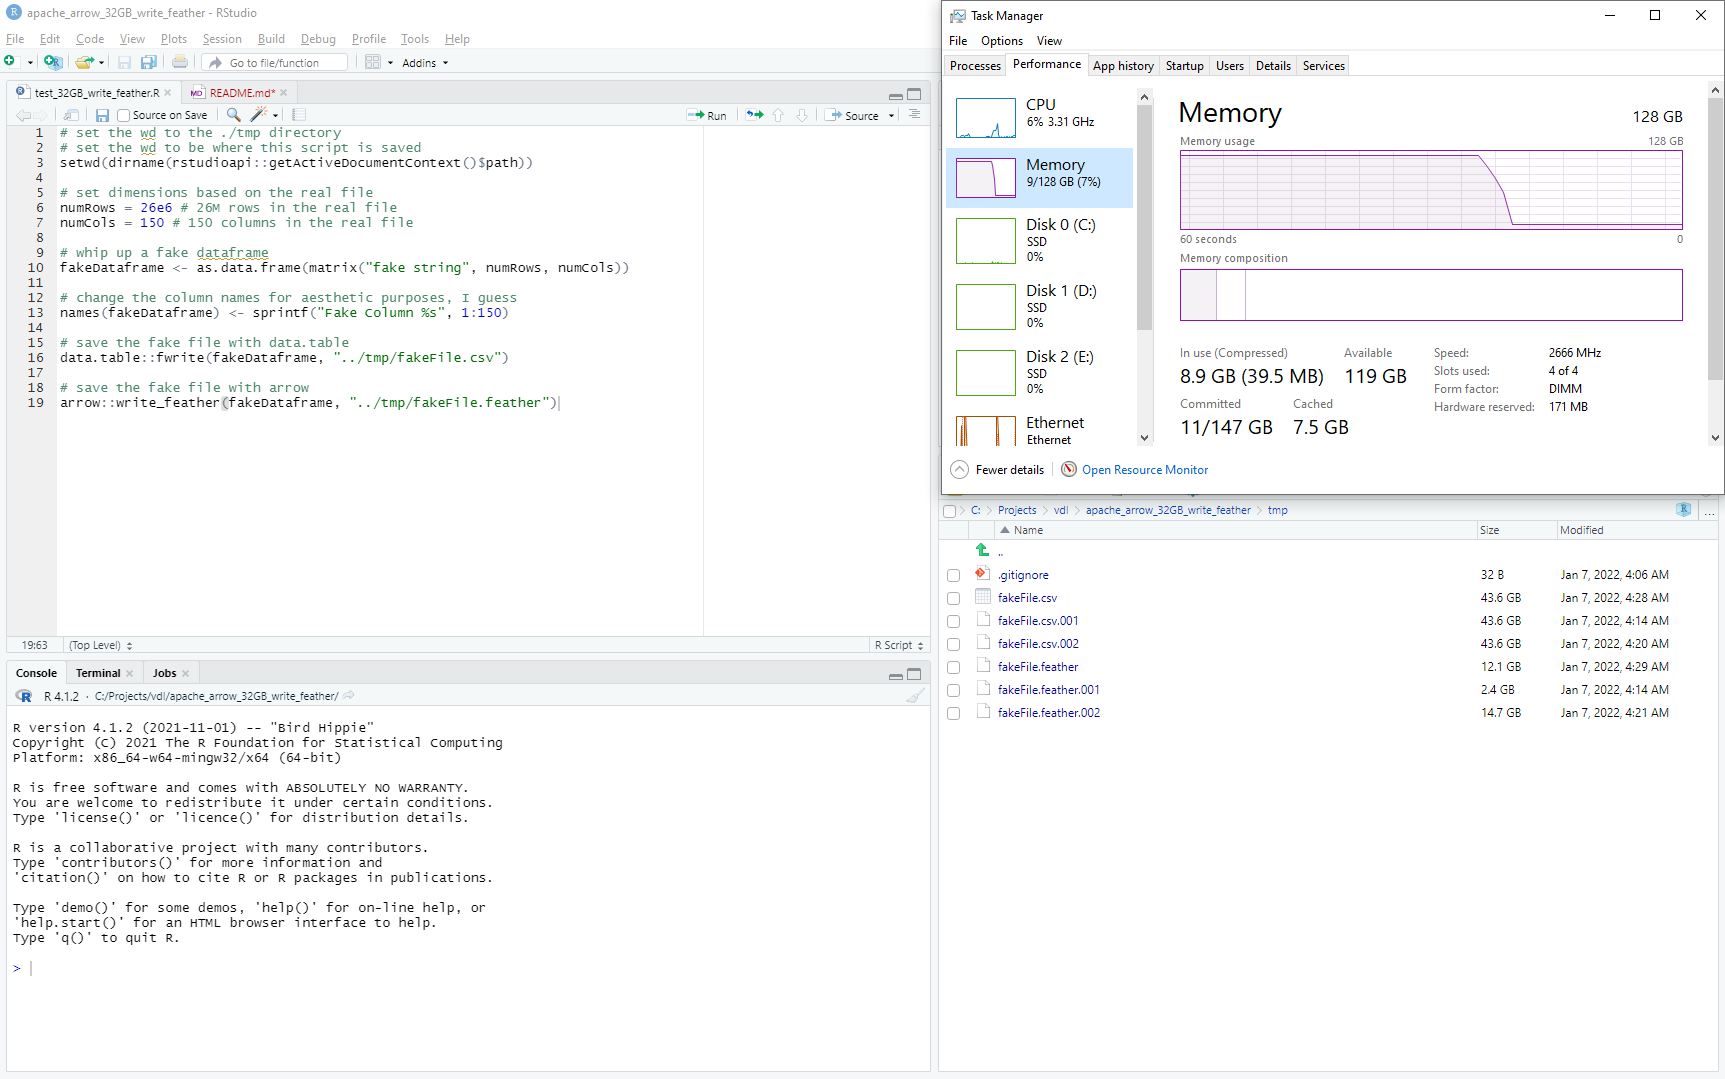 apache_arrow_32GB_write_feather - RStudio
File Edit Code View Plots Session Build Debug Profile Tools Help
Go to file/function Addins
test_32GB_write_feather.R README.md*
Source on Save Run Source
1 # set the wd to the ./tmp directory
2 # set the wd to be where this script is saved
3 setwd(dirname(rstudioapi::getActiveDocumentContext()$path))
4
5 # set dimensions based on the real file
6 numRows = 26e6 # 26M rows in the real file
7 numCols = 150 # 150 columns in the real file
8
9 # whip up a fake dataframe
10 fakeDataframe <- as.data.frame(matrix("fake string", numRows, numCols))
11
12 # change the column names for aesthetic purposes, I guess
13 names(fakeDataframe) <- sprintf("Fake Column %s", 1:150)
14
15 # save the fake file with data.table
16 data.table::fwrite(fakeDataframe, "../tmp/fakeFile.csv")
17
18 # save the fake file with arrow
19 arrow::write_feather(fakeDataframe, "../tmp/fakeFile.feather")
19:63 (Top Level) R Script
Console Terminal Jobs
R 4.1.2 · C:/Projects/vdl/apache_arrow_32GB_write_feather/
R version 4.1.2 (2021-11-01) -- "Bird Hippie"
Copyright (C) 2021 The R Foundation for Statistical Computing
Platform: x86_64-w64-mingw32/x64 (64-bit)
R is free software and comes with ABSOLUTELY NO WARRANTY.
You are welcome to redistribute it under certain conditions.
Type 'license()' or 'licence()' for distribution details.
R is a collaborative project with many contributors.
Type 'contributors()' for more information and
'citation()' on how to cite R or R packages in publications.
Type 'demo()' for some demos, 'help()' for on-line help, or
'help.start()' for an HTML browser interface to help.
Type 'q()' to quit R.
>
Task Manager
File Options View
Processes Performance App history Startup Users Details Services
CPU
6% 3.31 GHz
Memory
9/128 GB (7%)
Disk 0 (C:)
SSD
0%
Disk 1 (D:)
SSD
0%
Disk 2 (E:)
SSD
0%
Ethernet
Ethernet
Memory 128 GB
Memory usage 128 GB
60 seconds 0
Memory composition
In use (Compressed) Available
8.9 GB (39.5 MB) 119 GB
Committed Cached
11/147 GB 7.5 GB
Speed: 2666 MHz
Slots used: 4 of 4
Form factor: DIMM
Hardware reserved: 171 MB
Fewer details Open Resource Monitor
C: Projects vdl apache_arrow_32GB_write_feather tmp ...
Name Size Modified
..
.gitignore 32 B Jan 7, 2022, 4:06 AM
fakeFile.csv 43.6 GB Jan 7, 2022, 4:28 AM
fakeFile.csv.001 43.6 GB Jan 7, 2022, 4:14 AM
fakeFile.csv.002 43.6 GB Jan 7, 2022, 4:20 AM
fakeFile.feather 12.1 GB Jan 7, 2022, 4:29 AM
fakeFile.feather.001 2.4 GB Jan 7, 2022, 4:14 AM
fakeFile.feather.002 14.7 GB Jan 7, 2022, 4:21 AM